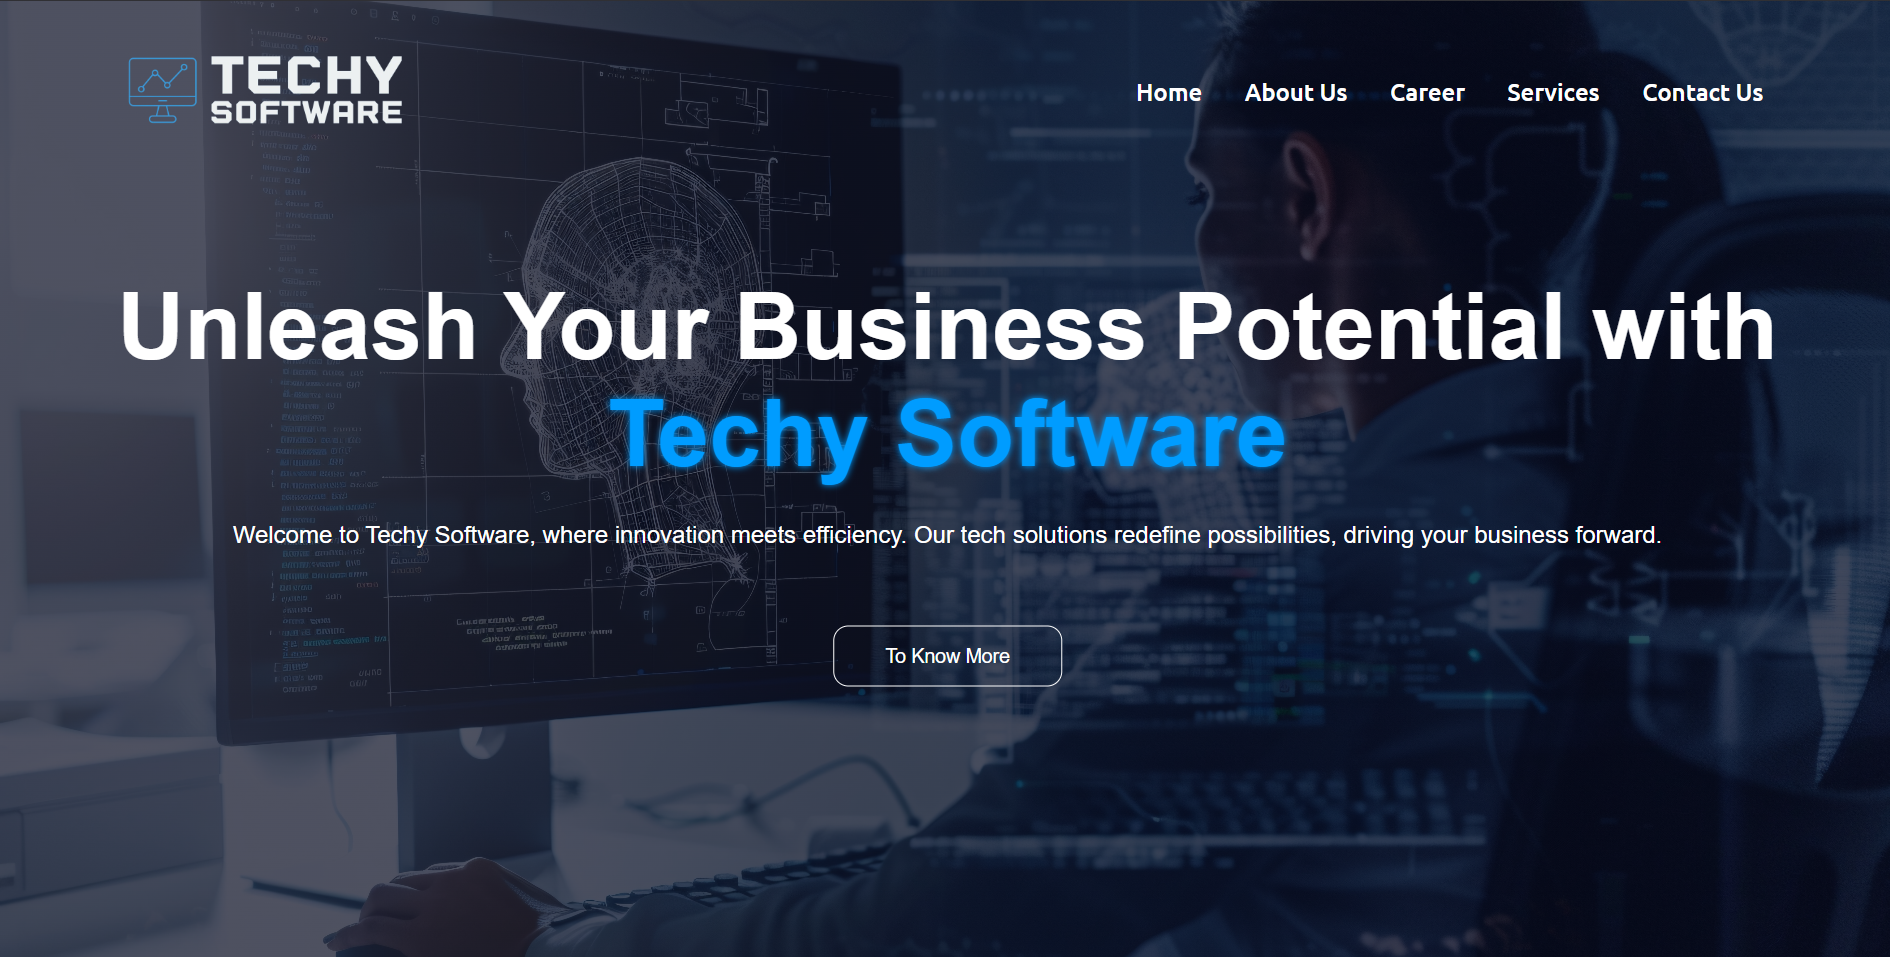 TECHY
SOFTWARE
Home
About Us
Career
Services
Contact Us
Unleash Your Business Potential with
Techy Software
Welcome to Techy Software, where innovation meets efficiency. Our tech solutions redefine possibilities, driving your business forward.
To Know More